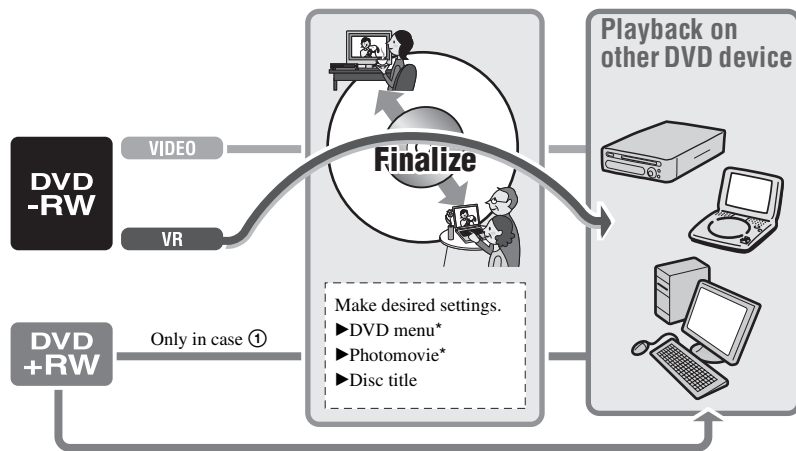 Playback on
other DVD device
VIDEO
Finalize
DVD
-RW
VR
Make desired settings.
▶DVD menu*
▶Photomovie*
▶Disc title
DVD
+RW
Only in case ①